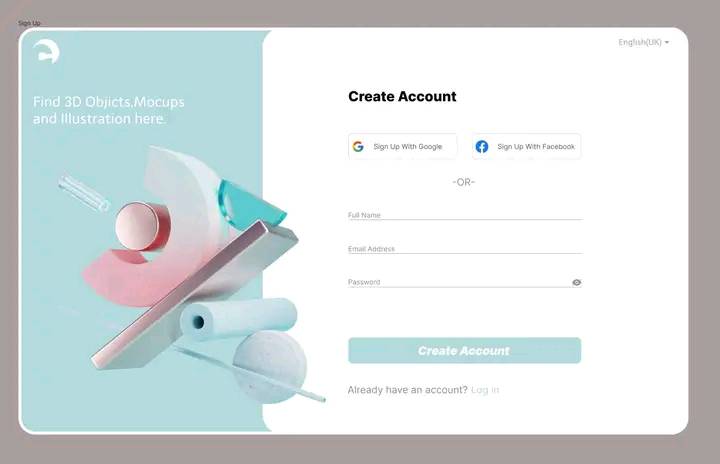 Sign Up
English(UK)
Find 3D Objicts,Mocups
and Illustration here.
Create Account
Sign Up With Google
Sign Up With Facebook
-OR-
Full Name
Email Address
Password
Create Account
Already have an account? Log in